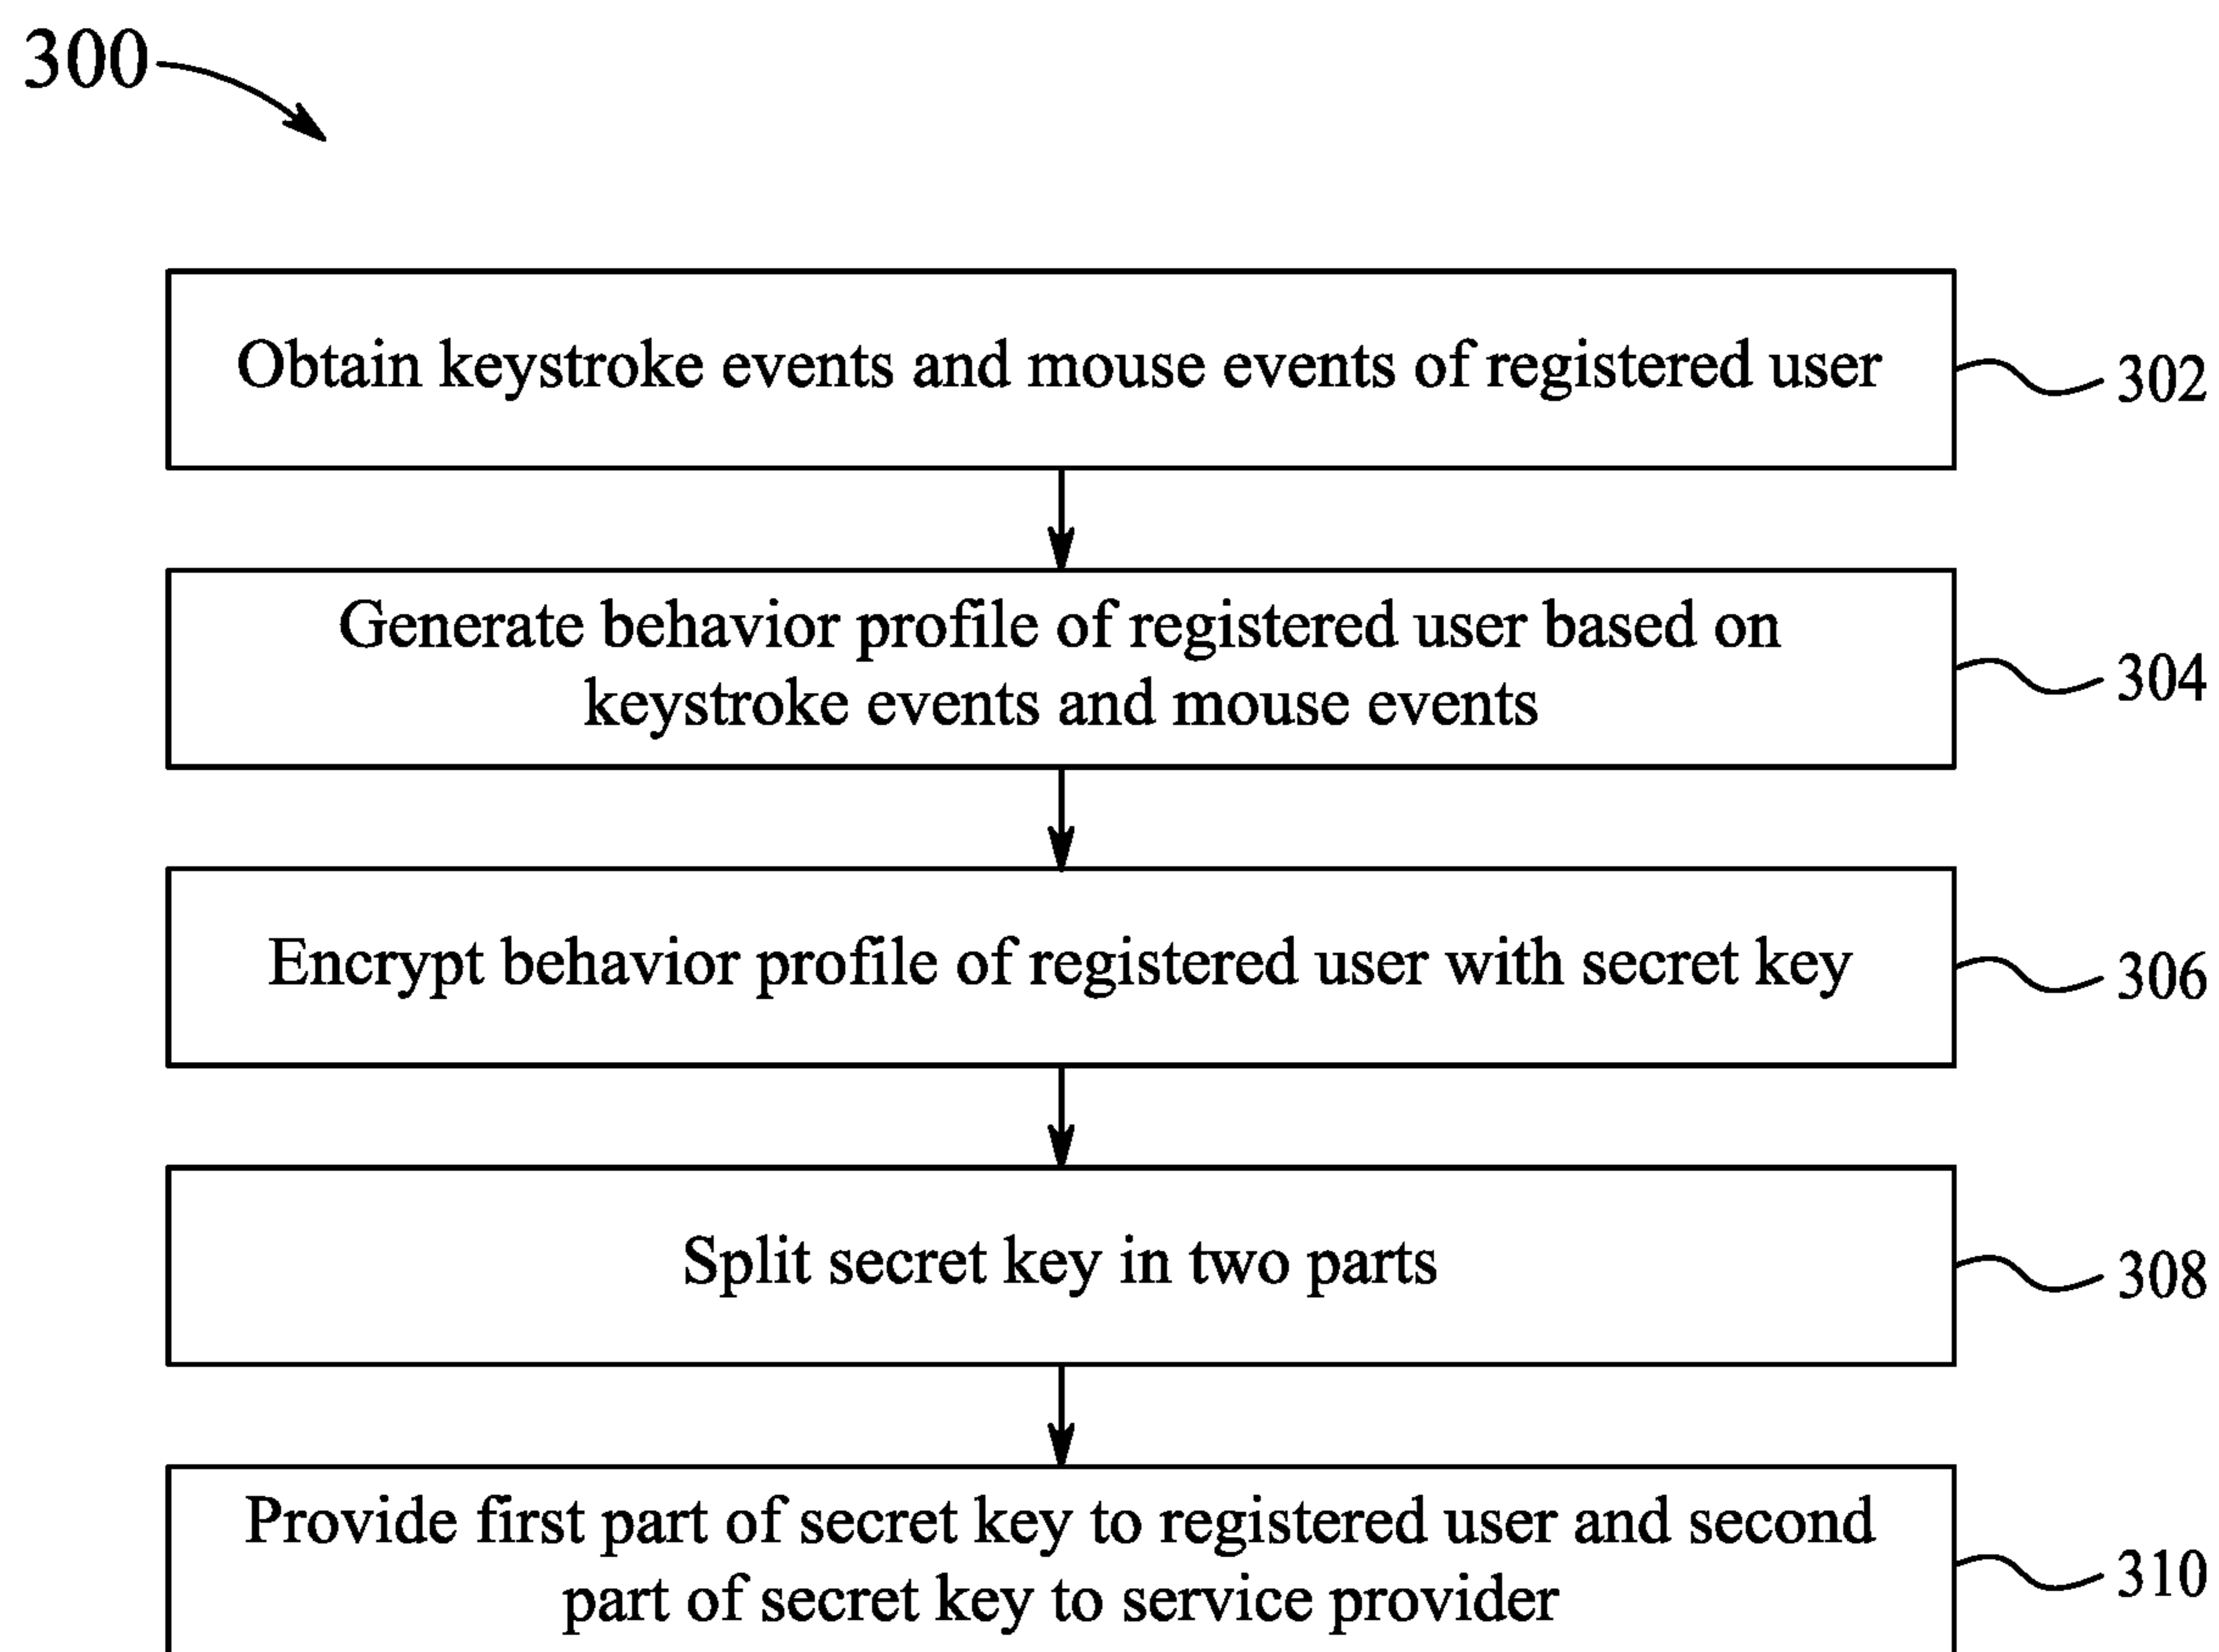 300
Obtain keystroke events and mouse events of registered user
302
Generate behavior profile of registered user based on
keystroke events and mouse events
304
Encrypt behavior profile of registered user with secret key
306
Split secret key in two parts
308
Provide first part of secret key to registered user and second
part of secret key to service provider
310